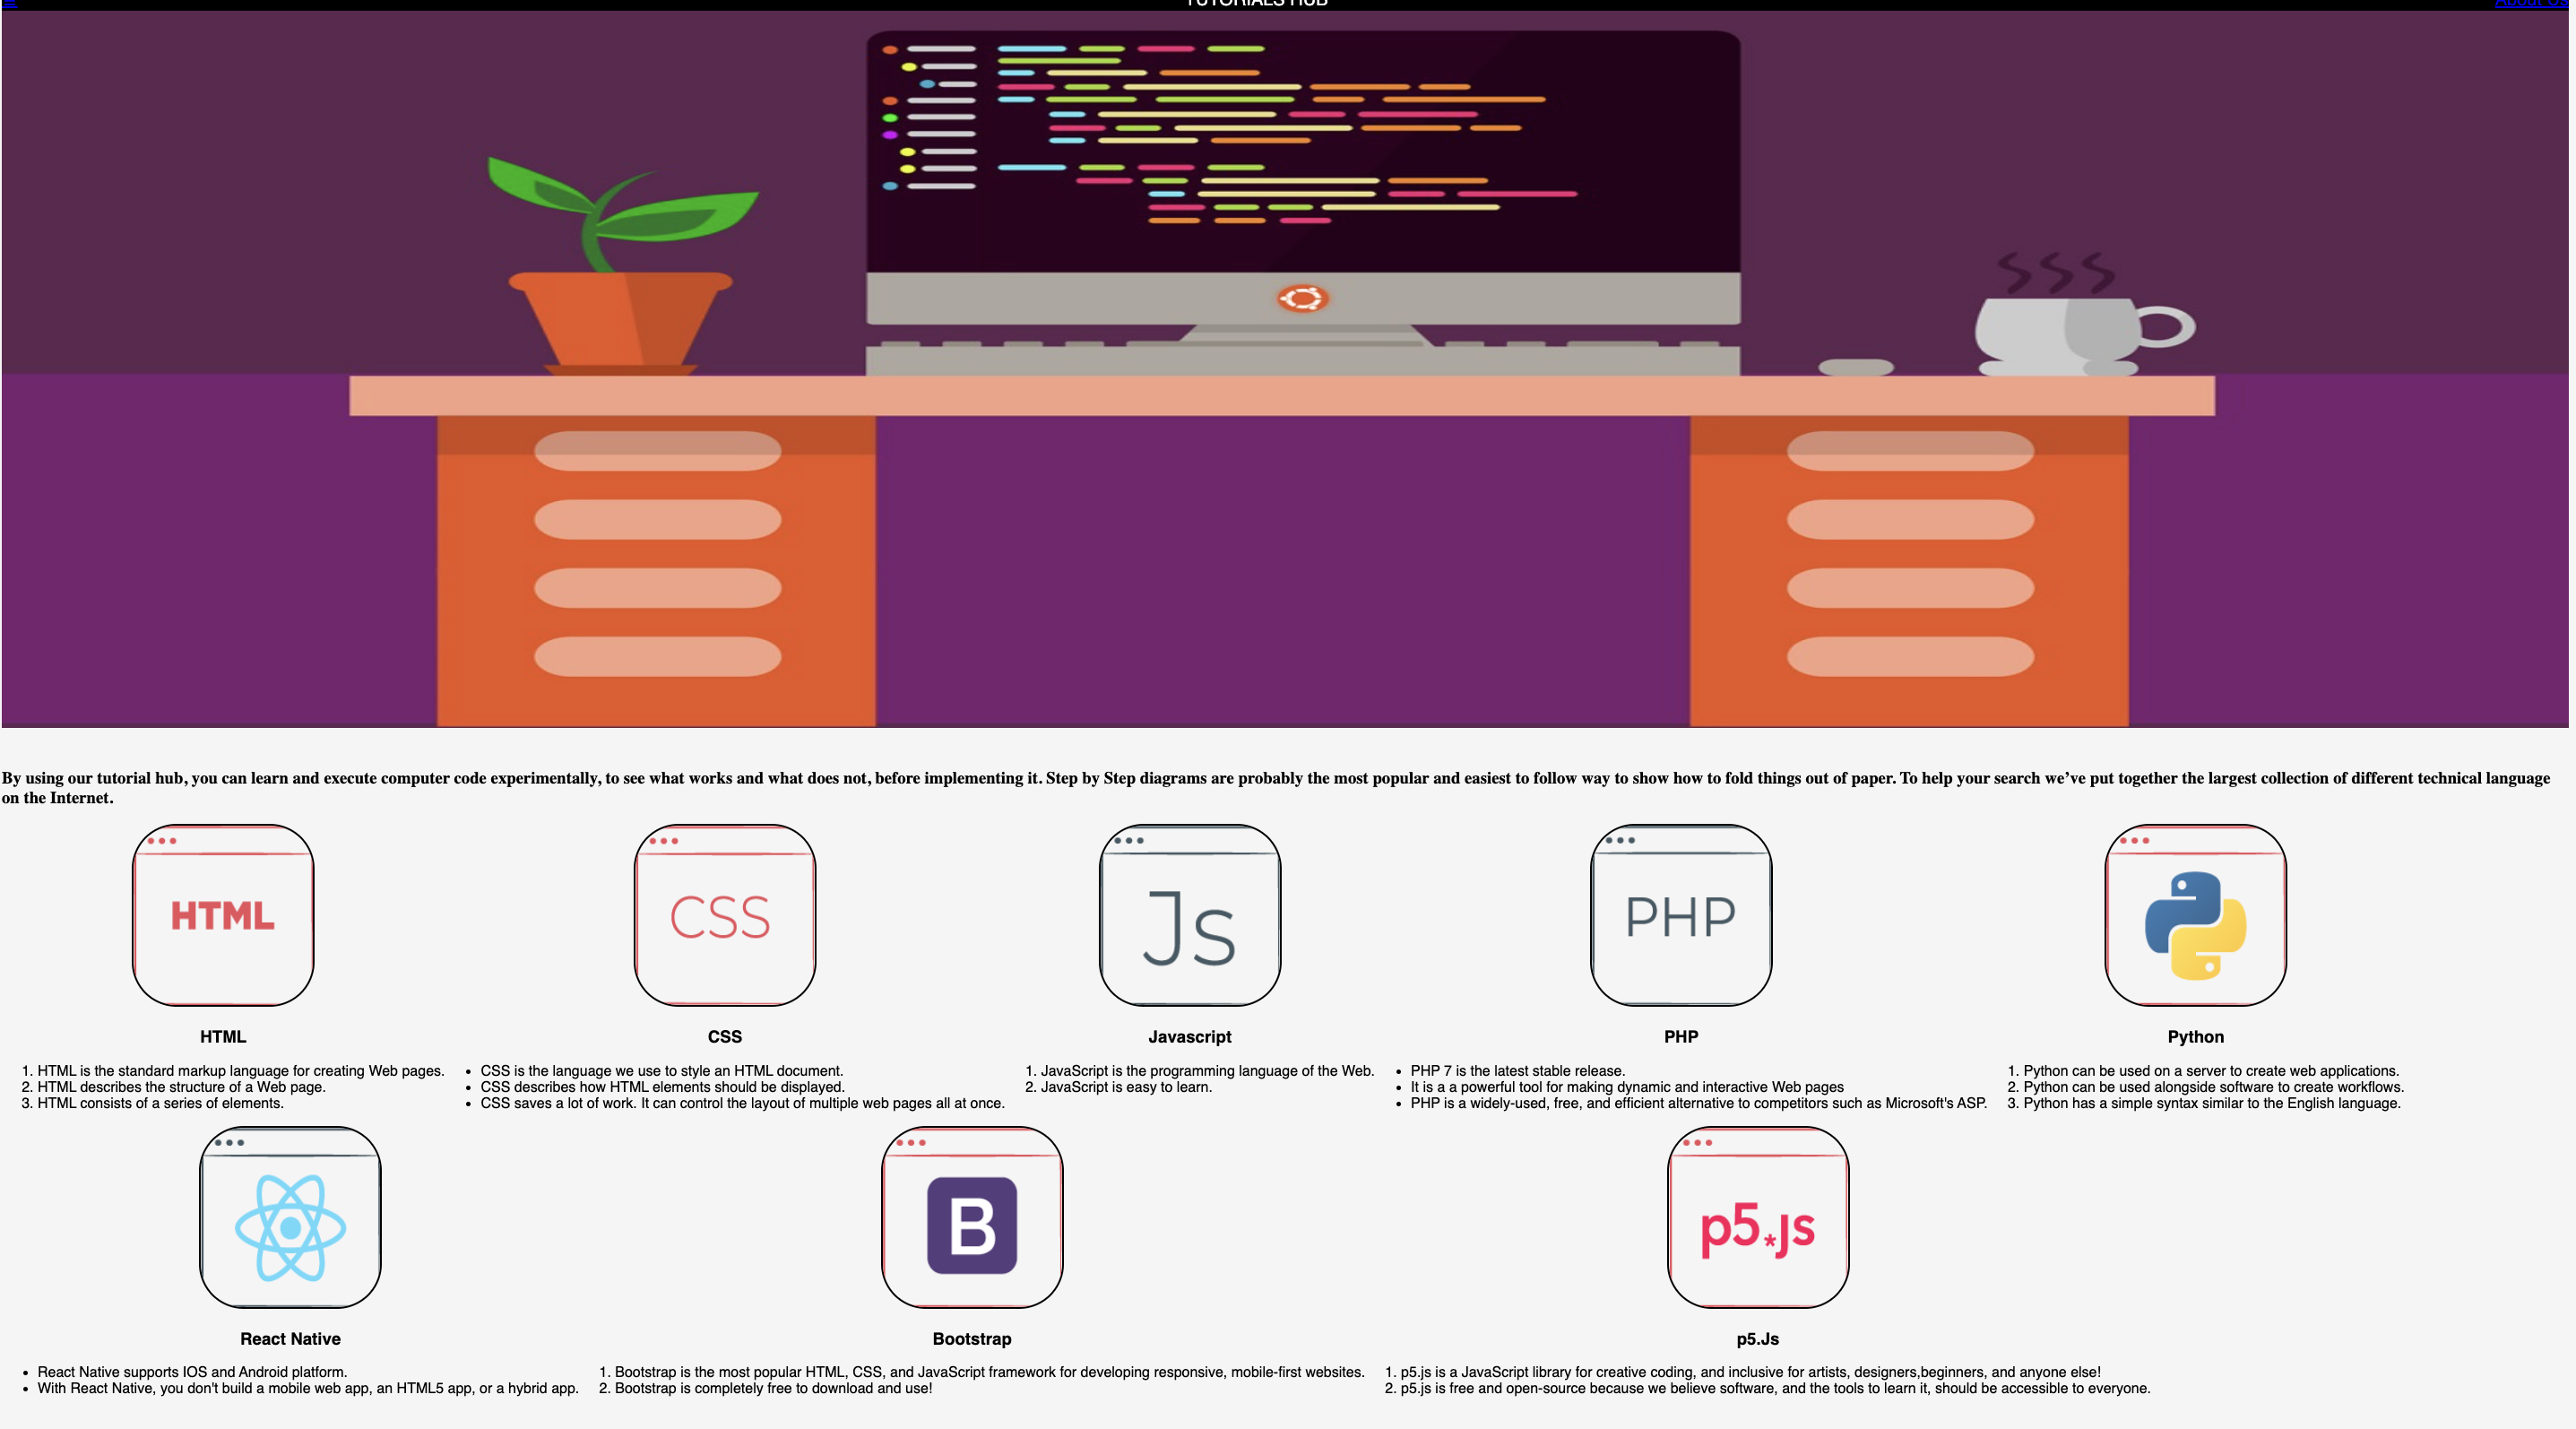 TUTORIALS HUB
About Us
By using our tutorial hub, you can learn and execute computer code experimentally, to see what works and what does not, before implementing it. Step by Step diagrams are probably the most popular and easiest to follow way to show how to fold things out of paper. To help your search we’ve put together the largest collection of different technical language
on the Internet.
HTML
CSS
Js
PHP
HTML
CSS
Javascript
PHP
Python
1. HTML is the standard markup language for creating Web pages.
2. HTML describes the structure of a Web page.
3. HTML consists of a series of elements.
• CSS is the language we use to style an HTML document.
• CSS describes how HTML elements should be displayed.
• CSS saves a lot of work. It can control the layout of multiple web pages all at once.
1. JavaScript is the programming language of the Web.
2. JavaScript is easy to learn.
• PHP 7 is the latest stable release.
• It is a a powerful tool for making dynamic and interactive Web pages
• PHP is a widely-used, free, and efficient alternative to competitors such as Microsoft's ASP.
1. Python can be used on a server to create web applications.
2. Python can be used alongside software to create workflows.
3. Python has a simple syntax similar to the English language.
B
p5*js
React Native
Bootstrap
p5.Js
• React Native supports IOS and Android platform.
• With React Native, you don't build a mobile web app, an HTML5 app, or a hybrid app.
1. Bootstrap is the most popular HTML, CSS, and JavaScript framework for developing responsive, mobile-first websites.
2. Bootstrap is completely free to download and use!
1. p5.js is a JavaScript library for creative coding, and inclusive for artists, designers,beginners, and anyone else!
2. p5.js is free and open-source because we believe software, and the tools to learn it, should be accessible to everyone.